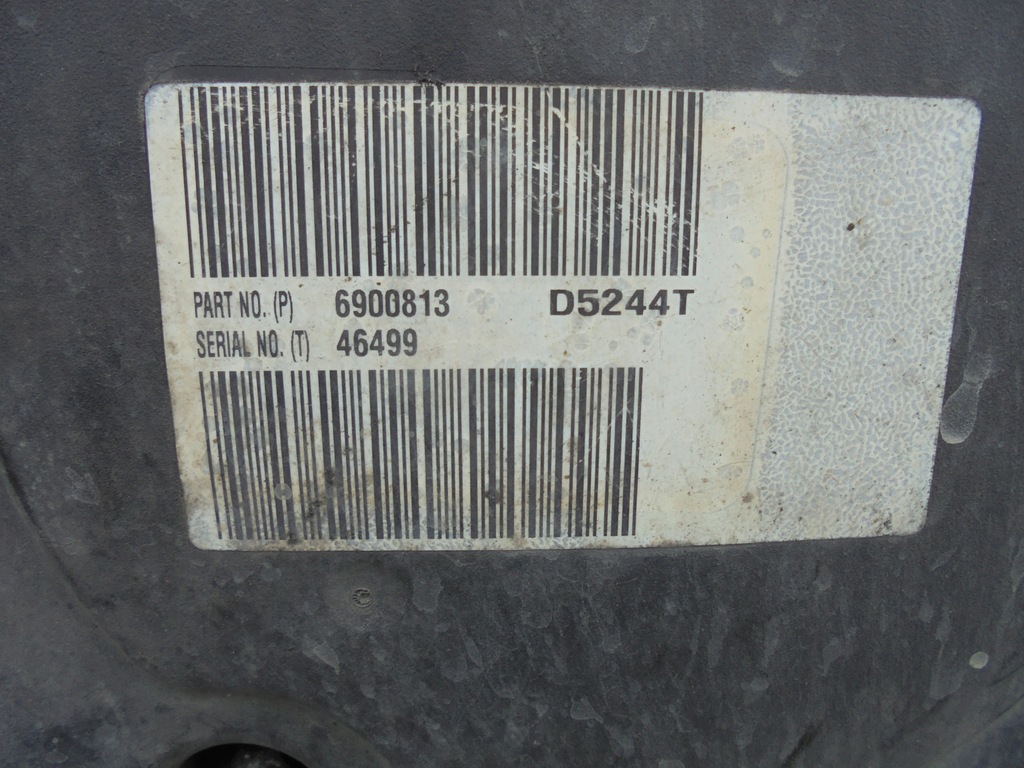 PART NO. (P) 6900813 D5244T
SERIAL NO. (T) 46499